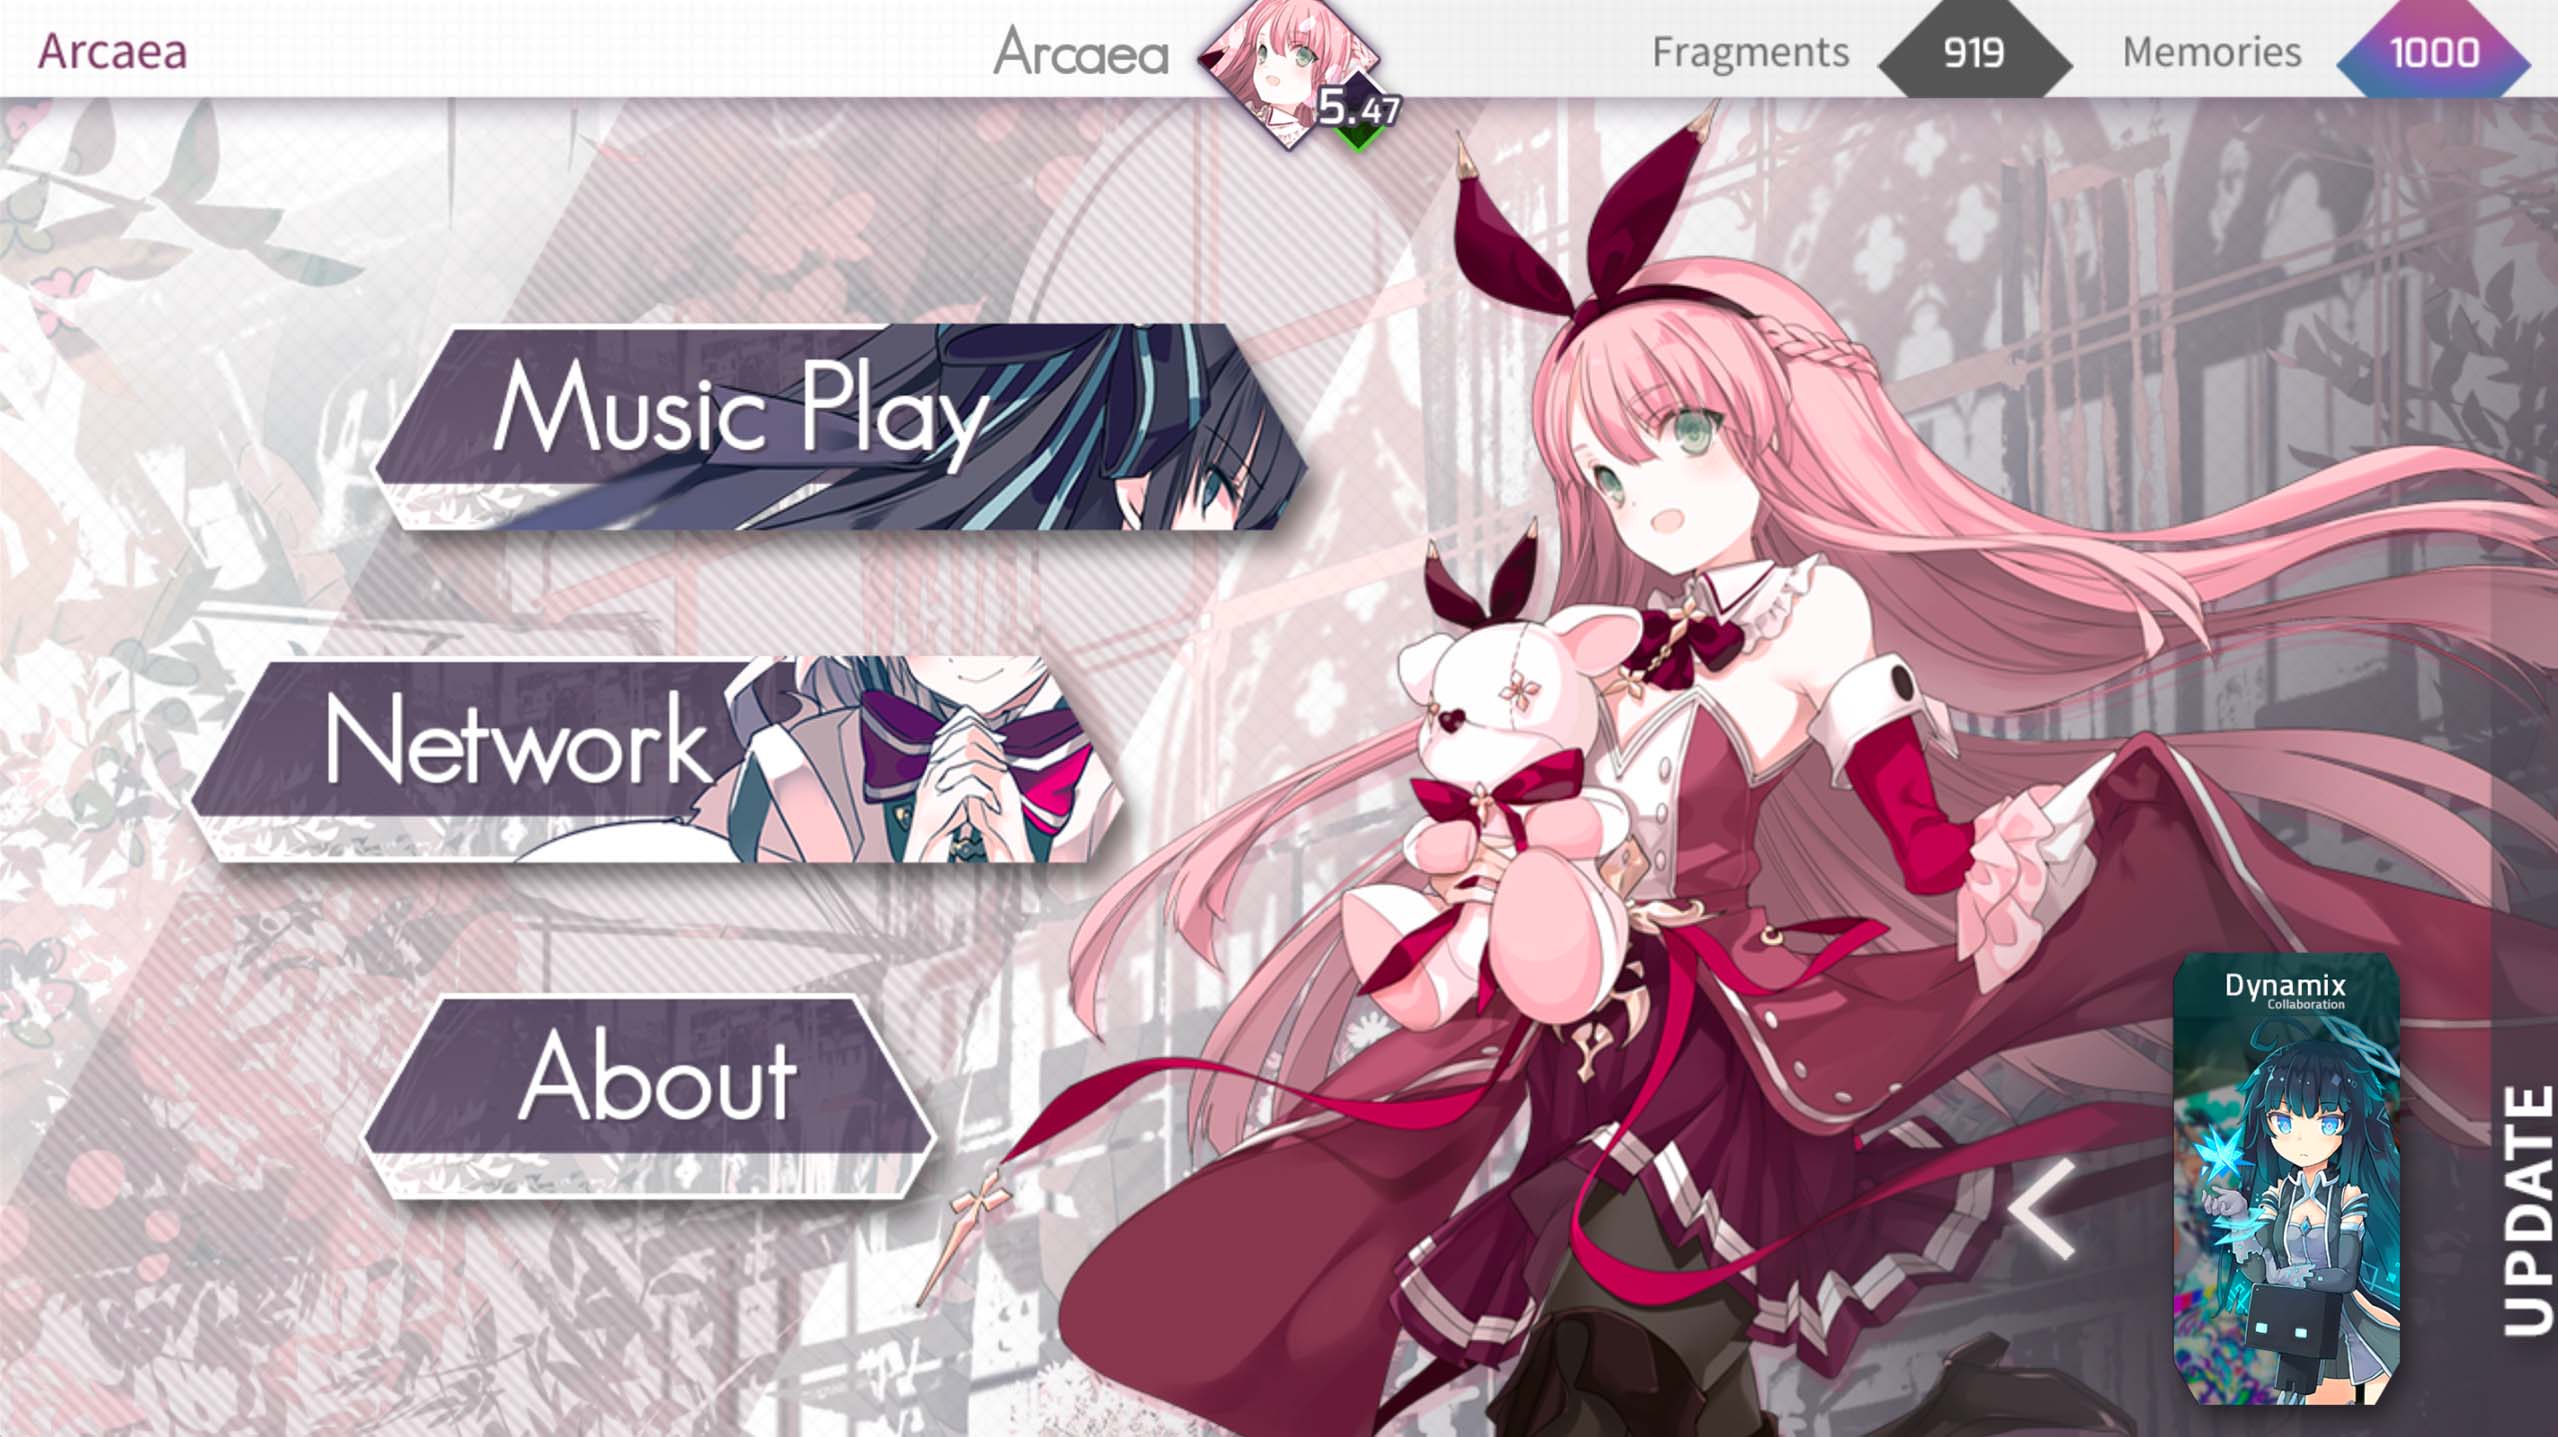 Arcaea
Arcaea
5.47
Fragments
919
Memories
1000
Music Play
Network
About
Dynamix
Collaboration
UPDATE